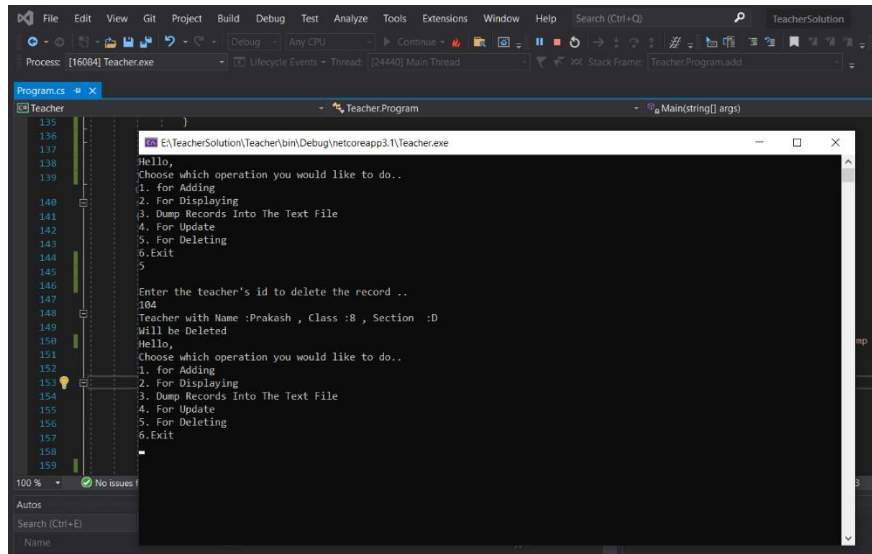 File Edit View Git Project Build Debug Test Analyze Tools Extensions Window Help Search (Ctrl+Q) TeacherSolution
Debug Any CPU Continue
Process: [16084] Teacher.exe Lifecycle Events Thread: [24440] Main Thread Stack Frame: Teacher.Program.add
Program.cs
Teacher Teacher.Program Main(string[] args)
135 }
136
137
138
139
140
141
142
143
144
145
146
147
148
149
150
151
152
153
154
155
156
157
158
159
E:\TeacherSolution\Teacher\bin\Debug\netcoreapp3.1\Teacher.exe
Hello,
Choose which operation you would like to do..
1. for Adding
2. For Displaying
3. Dump Records Into The Text File
4. For Update
5. For Deleting
6.Exit
5
Enter the teacher's id to delete the record ..
104
Teacher with Name :Prakash , Class :8 , Section  :D
Will be Deleted
Hello,
Choose which operation you would like to do..
1. for Adding
2. For Displaying
3. Dump Records Into The Text File
4. For Update
5. For Deleting
6.Exit
mp
100 % No issues f 3
Autos
Search (Ctrl+E)
Name